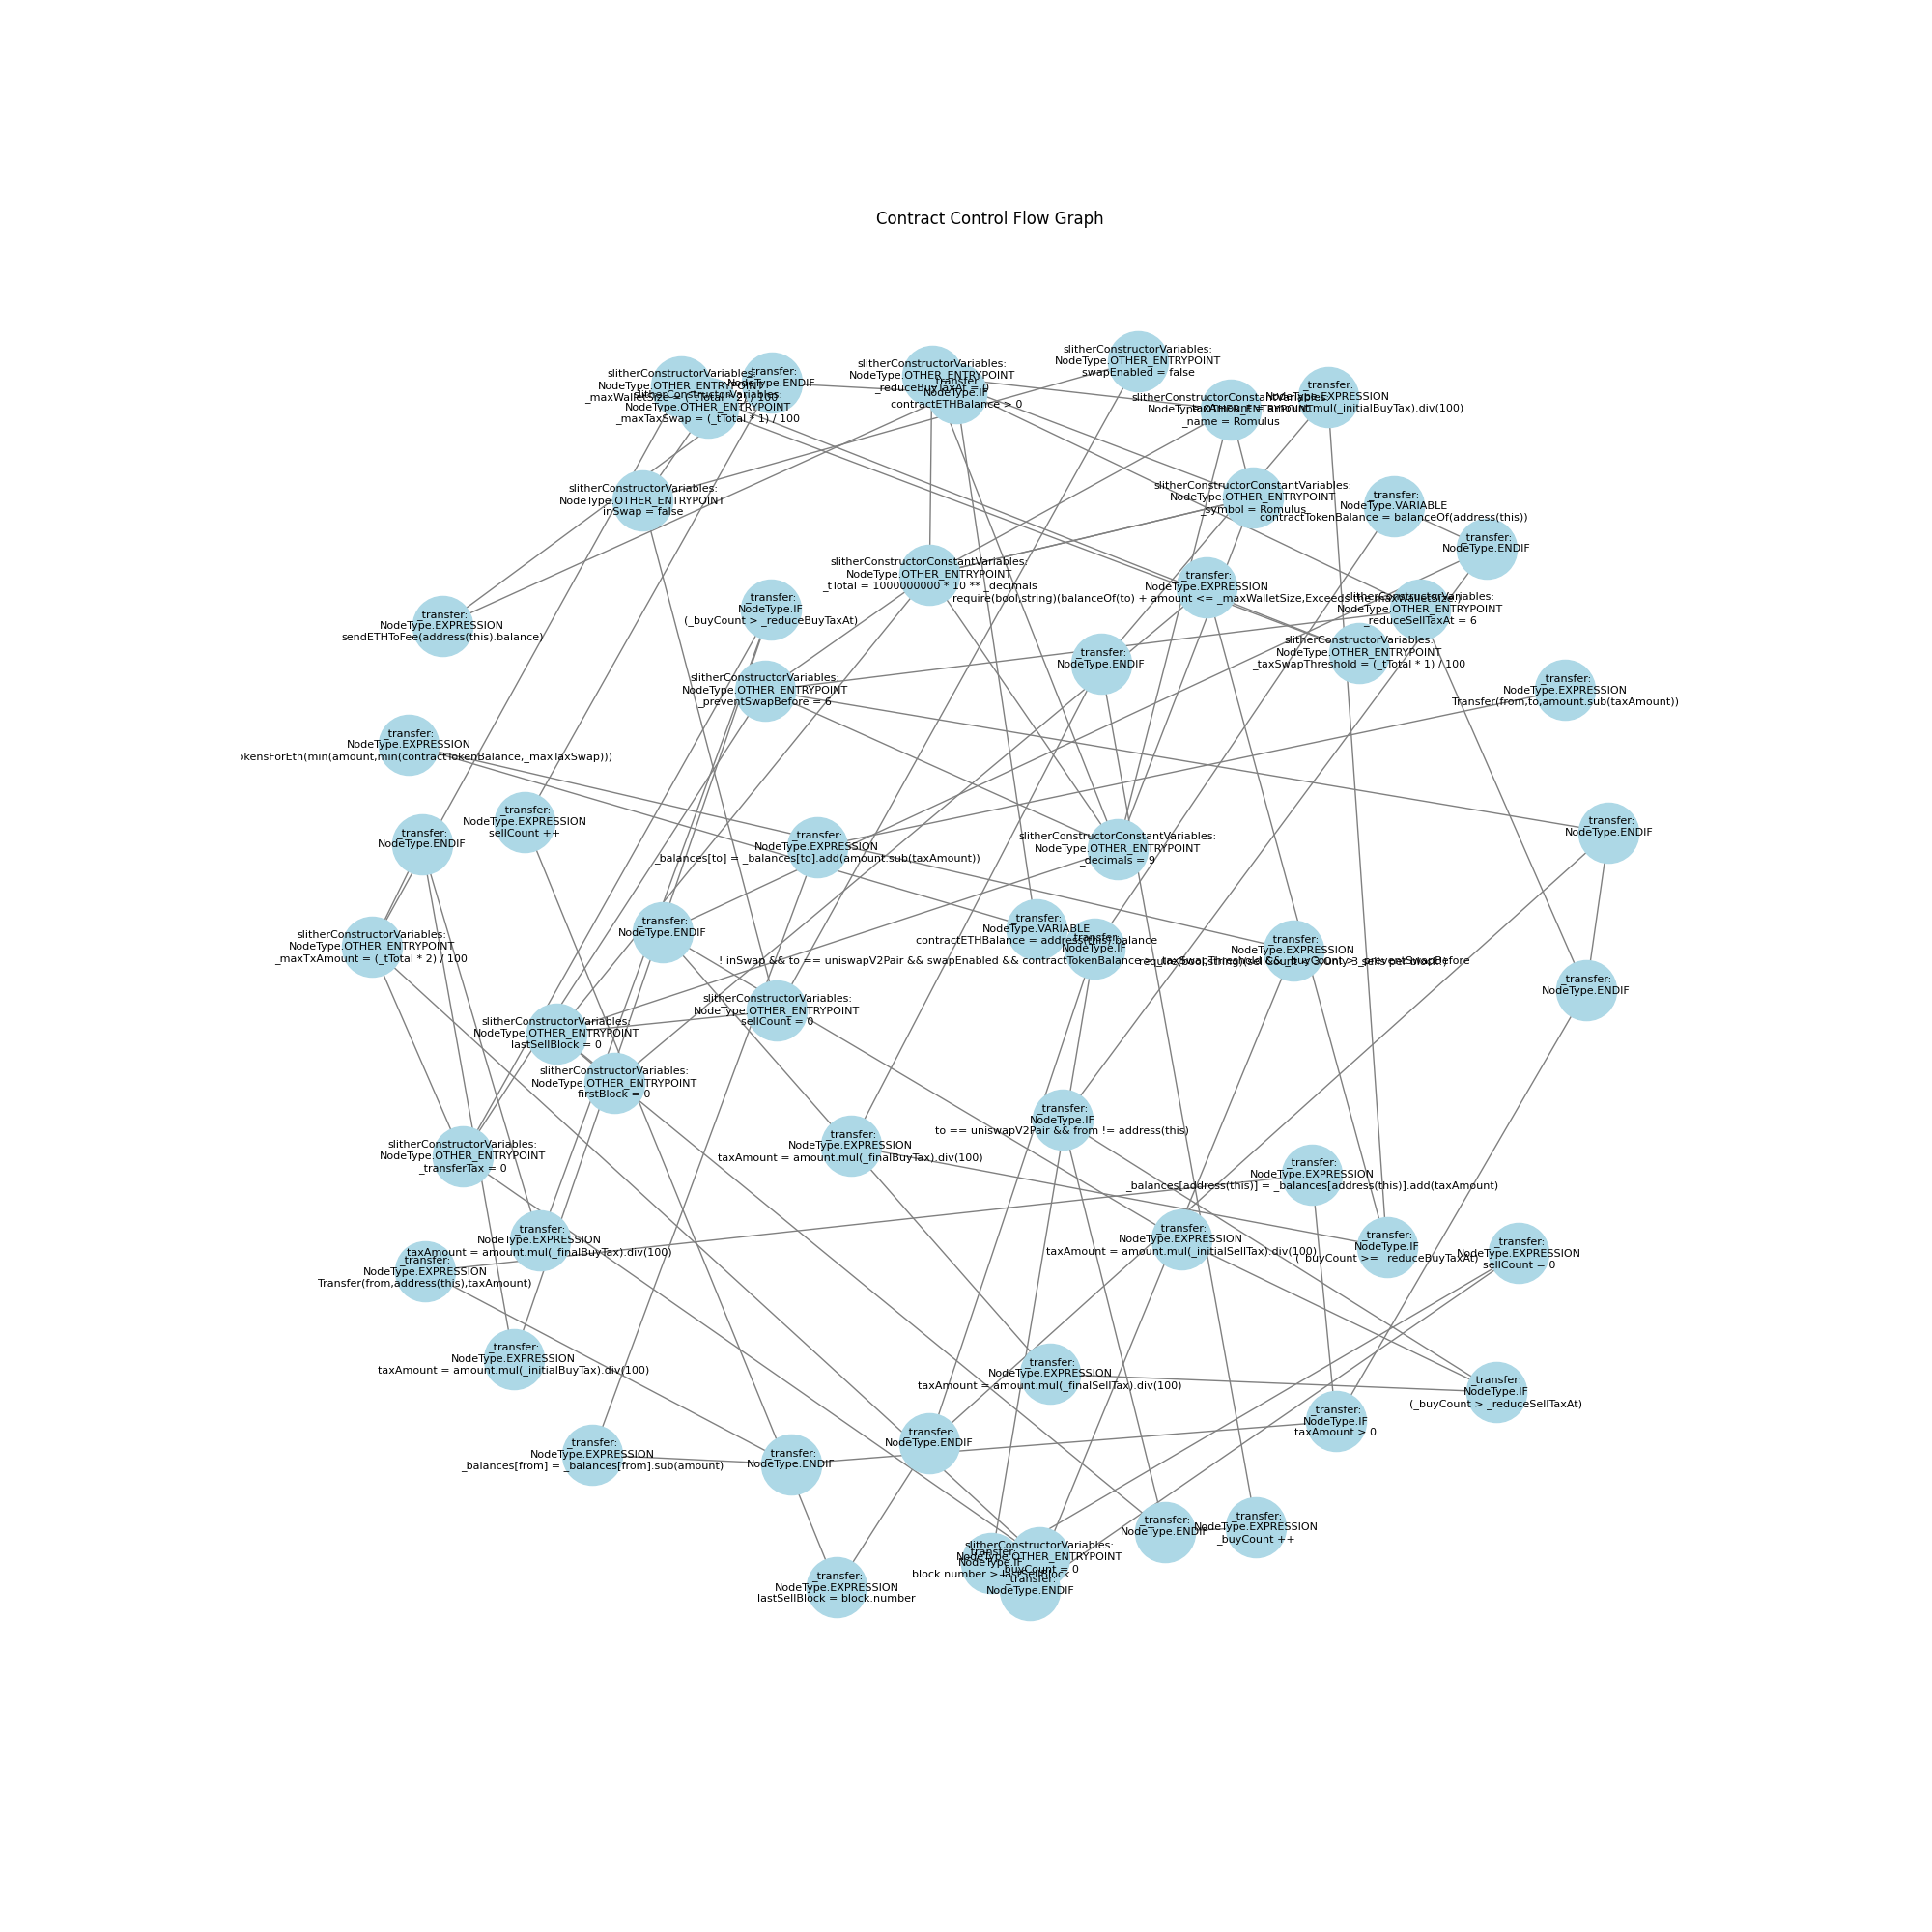 Contract Control Flow Graph
slitherConstructorVariables:
NodeType.OTHER_ENTRYPOINT
swapEnabled = false
slitherConstructorVariables:
NodeType.OTHER_ENTRYPOINT
_reduceBuyTaxAt = 0
_transfer:
NodeType.IF
contractETHBalance > 0
slitherConstructorVariables:
NodeType.OTHER_ENTRYPOINT
_maxWalletSize = (_tTotal * 2) / 100
_transfer:
NodeType.ENDIF
slitherConstructorVariables:
NodeType.OTHER_ENTRYPOINT
_maxTaxSwap = (_tTotal * 1) / 100
slitherConstructorConstantVariables:
NodeType.OTHER_ENTRYPOINT
_name = Romulus
_transfer:
NodeType.EXPRESSION
taxAmount = amount.mul(_initialBuyTax).div(100)
slitherConstructorVariables:
NodeType.OTHER_ENTRYPOINT
inSwap = false
slitherConstructorConstantVariables:
NodeType.OTHER_ENTRYPOINT
_symbol = Romulus
_transfer:
NodeType.VARIABLE
contractTokenBalance = balanceOf(address(this))
_transfer:
NodeType.ENDIF
slitherConstructorConstantVariables:
NodeType.OTHER_ENTRYPOINT
_tTotal = 1000000000 * 10 ** _decimals
_transfer:
NodeType.EXPRESSION
require(bool,string)(balanceOf(to) + amount <= _maxWalletSize,Exceeds the maxWalletSize.)
slitherConstructorVariables:
NodeType.OTHER_ENTRYPOINT
_reduceSellTaxAt = 6
_transfer:
NodeType.IF
(_buyCount > _reduceBuyTaxAt)
_transfer:
NodeType.EXPRESSION
sendETHToFee(address(this).balance)
slitherConstructorVariables:
NodeType.OTHER_ENTRYPOINT
_taxSwapThreshold = (_tTotal * 1) / 100
_transfer:
NodeType.ENDIF
slitherConstructorVariables:
NodeType.OTHER_ENTRYPOINT
_preventSwapBefore = 6
_transfer:
NodeType.EXPRESSION
Transfer(from,to,amount.sub(taxAmount))
_transfer:
NodeType.EXPRESSION
okensForEth(min(amount,min(contractTokenBalance,_maxTaxSwap)))
_transfer:
NodeType.EXPRESSION
sellCount ++
_transfer:
NodeType.ENDIF
_transfer:
NodeType.ENDIF
_transfer:
NodeType.EXPRESSION
_balances[to] = _balances[to].add(amount.sub(taxAmount))
slitherConstructorConstantVariables:
NodeType.OTHER_ENTRYPOINT
_decimals = 9
_transfer:
NodeType.ENDIF
slitherConstructorVariables:
NodeType.OTHER_ENTRYPOINT
_maxTxAmount = (_tTotal * 2) / 100
_transfer:
NodeType.VARIABLE
contractETHBalance = address(this).balance
_transfer:
NodeType.IF
! inSwap && to == uniswapV2Pair && swapEnabled && contractTokenBalance > _taxSwapThreshold && _buyCount > _preventSwapBefore
_transfer:
NodeType.EXPRESSION
require(bool,string)(sellCount < 3,Only 3 sells per block!)
_transfer:
NodeType.ENDIF
slitherConstructorVariables:
NodeType.OTHER_ENTRYPOINT
sellCount = 0
slitherConstructorVariables:
NodeType.OTHER_ENTRYPOINT
lastSellBlock = 0
slitherConstructorVariables:
NodeType.OTHER_ENTRYPOINT
firstBlock = 0
_transfer:
NodeType.IF
to == uniswapV2Pair && from != address(this)
_transfer:
NodeType.EXPRESSION
taxAmount = amount.mul(_finalBuyTax).div(100)
slitherConstructorVariables:
NodeType.OTHER_ENTRYPOINT
_transferTax = 0
_transfer:
NodeType.EXPRESSION
_balances[address(this)] = _balances[address(this)].add(taxAmount)
_transfer:
NodeType.EXPRESSION
taxAmount = amount.mul(_finalBuyTax).div(100)
_transfer:
NodeType.EXPRESSION
taxAmount = amount.mul(_initialSellTax).div(100)
_transfer:
NodeType.IF
(_buyCount >= _reduceBuyTaxAt)
_transfer:
NodeType.EXPRESSION
sellCount = 0
_transfer:
NodeType.EXPRESSION
Transfer(from,address(this),taxAmount)
_transfer:
NodeType.EXPRESSION
taxAmount = amount.mul(_initialBuyTax).div(100)
_transfer:
NodeType.EXPRESSION
taxAmount = amount.mul(_finalSellTax).div(100)
_transfer:
NodeType.IF
(_buyCount > _reduceSellTaxAt)
_transfer:
NodeType.IF
taxAmount > 0
_transfer:
NodeType.ENDIF
_transfer:
NodeType.EXPRESSION
_balances[from] = _balances[from].sub(amount)
_transfer:
NodeType.ENDIF
_transfer:
NodeType.ENDIF
_transfer:
NodeType.EXPRESSION
_buyCount ++
slitherConstructorVariables:
NodeType.OTHER_ENTRYPOINT
_buyCount = 0
_transfer:
NodeType.IF
block.number > lastSellBlock
_transfer:
NodeType.ENDIF
_transfer:
NodeType.EXPRESSION
lastSellBlock = block.number